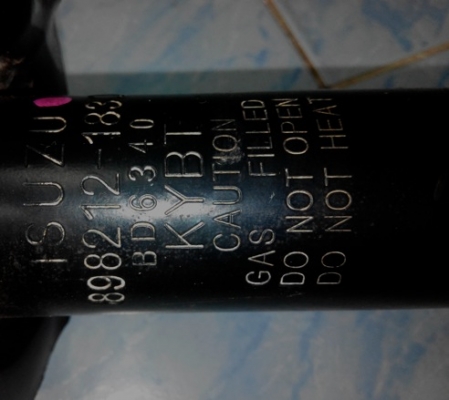 ISUZU
898212-183
BD6340
KYBT
CAUTION
GAS FILLED
DO NOT OPEN
DO NOT HEAT